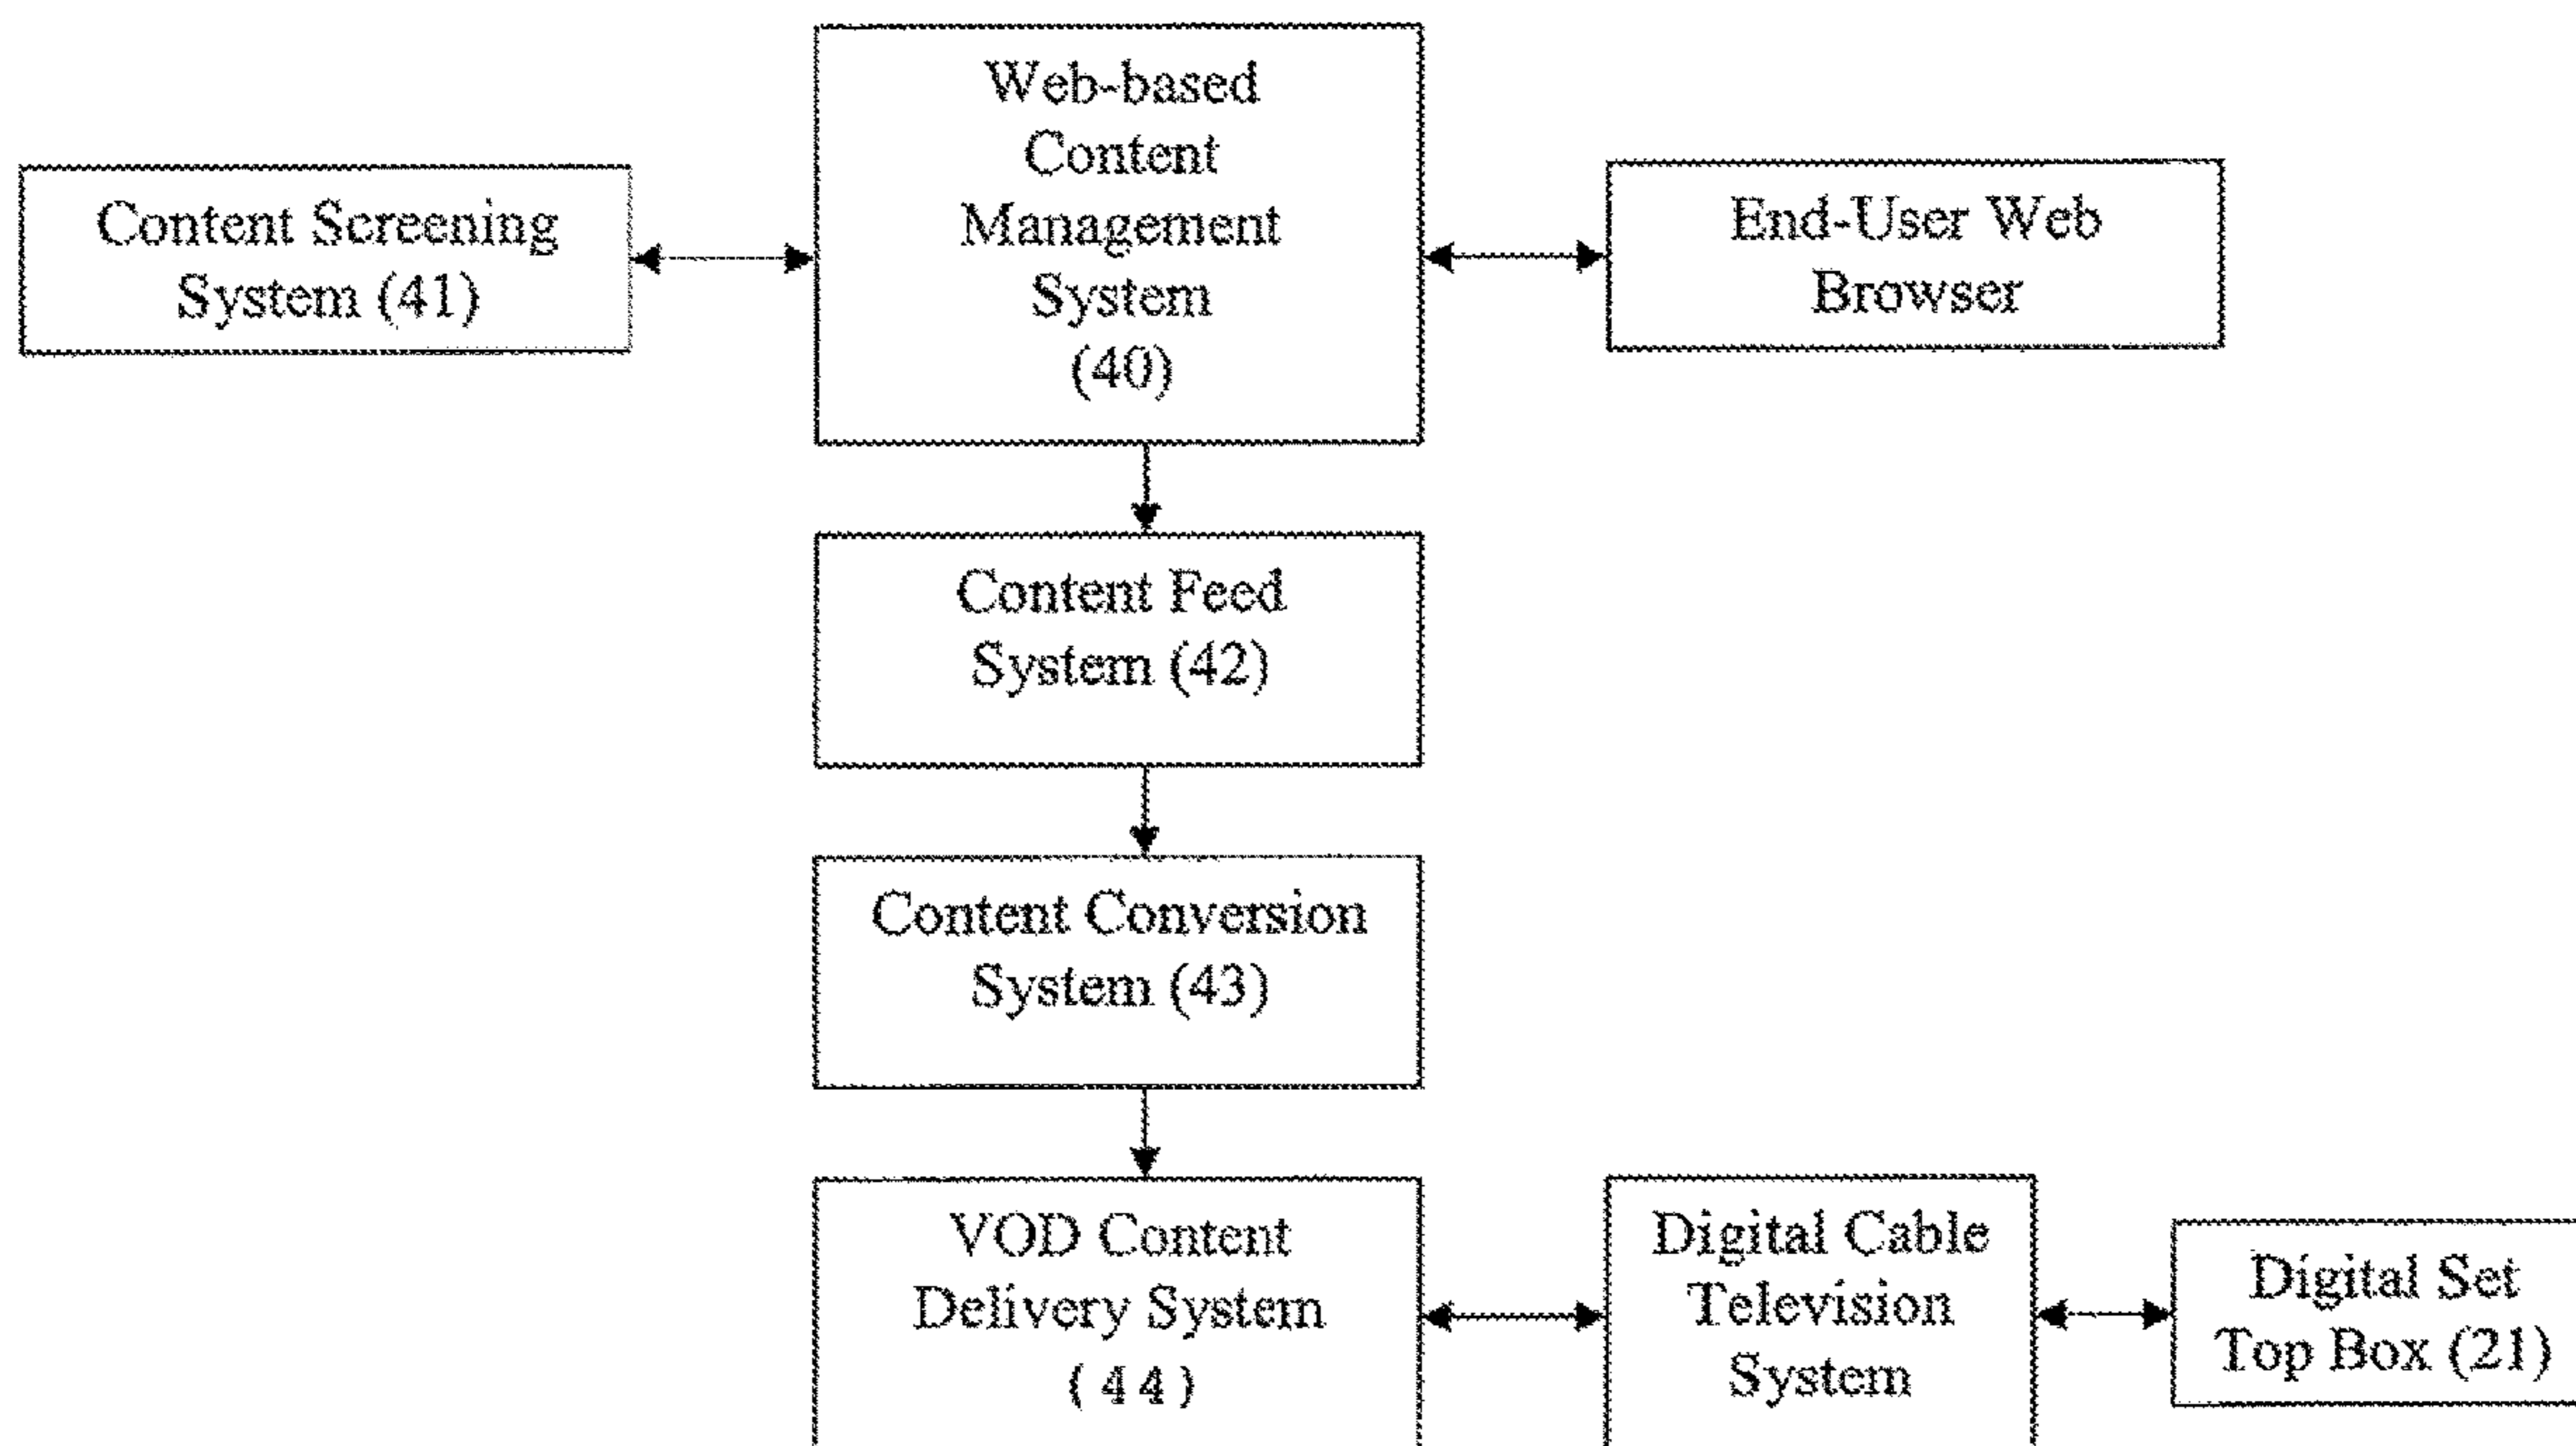 Web-based
Content
Management
System
(40)
Content Screening
System (41)
End-User Web
Browser
Content Feed
System (42)
Content Conversion
System (43)
VOD Content
Delivery System
(44)
Digital Cable
Television
System
Digital Set
Top Box (21)